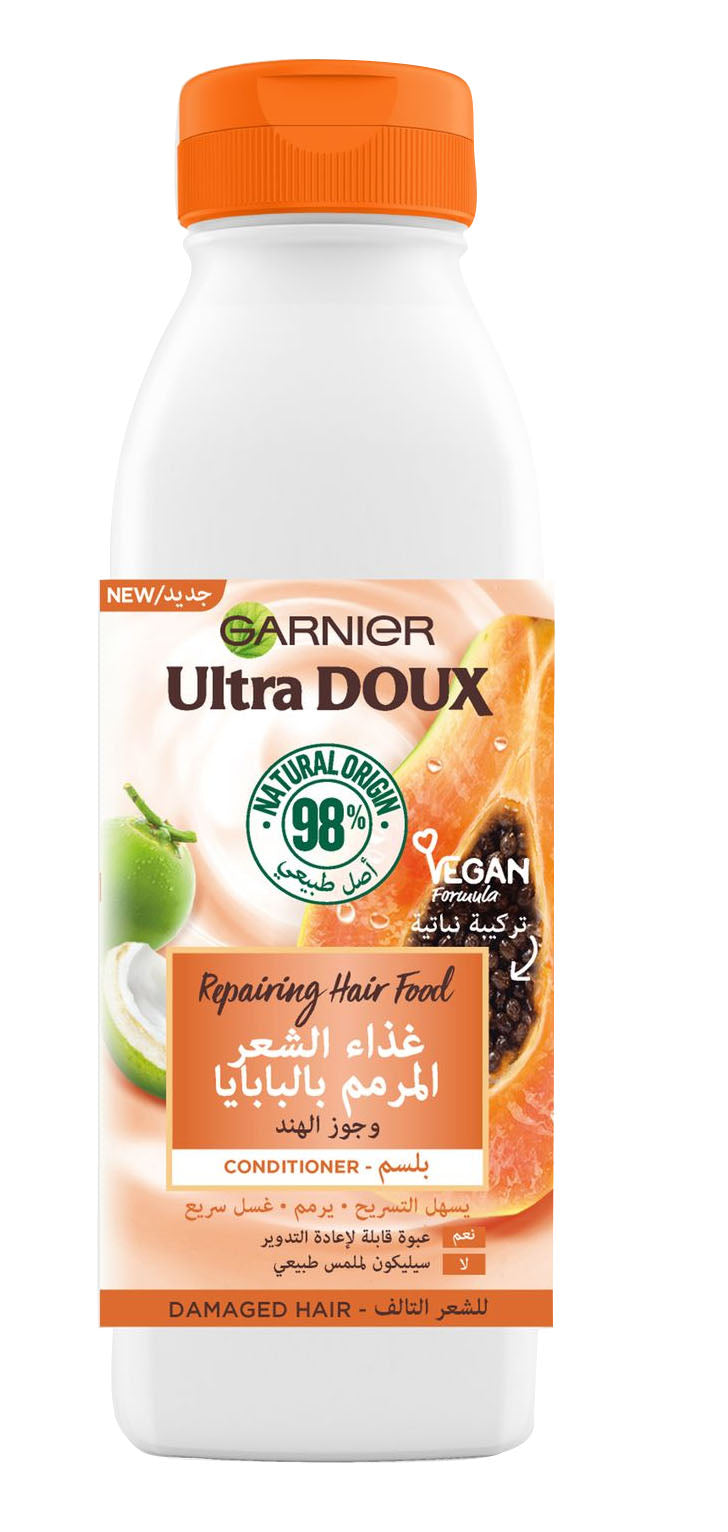 NEW/جديد
GARNIER
Ultra DOUX
NATURAL ORIGIN
98%
أصل طبيعي
VEGAN
Formula
تركيبة نباتية
Repairing Hair Food
غذاء الشعر
المرمم بالبابايا
وجوز الهند
CONDITIONER - بلسم
يسهل التسريح • يرمم • غسل سريع
نعم عبوة قابلة لإعادة التدوير
لا سيليكون لملمس طبيعي
DAMAGED HAIR - للشعر التالف